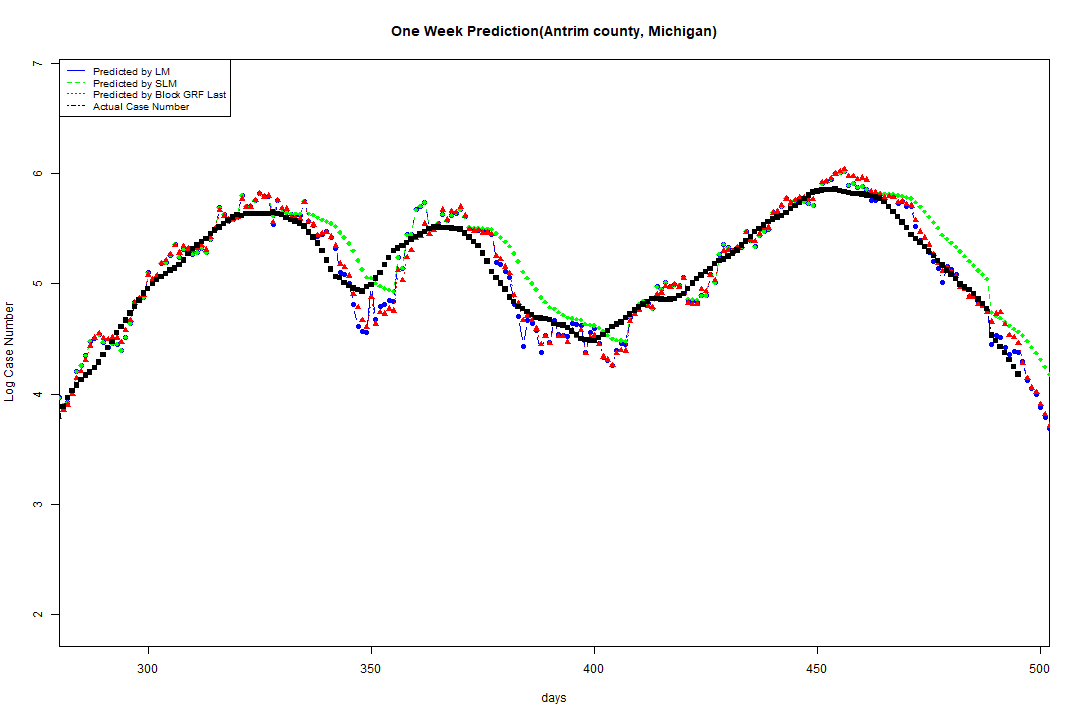 One Week Prediction(Antrim county, Michigan)
Predicted by LM
Predicted by SLM
Predicted by Block GRF Last
Actual Case Number
Log Case Number
7
6
5
4
3
2
300 350 400 450 500
days